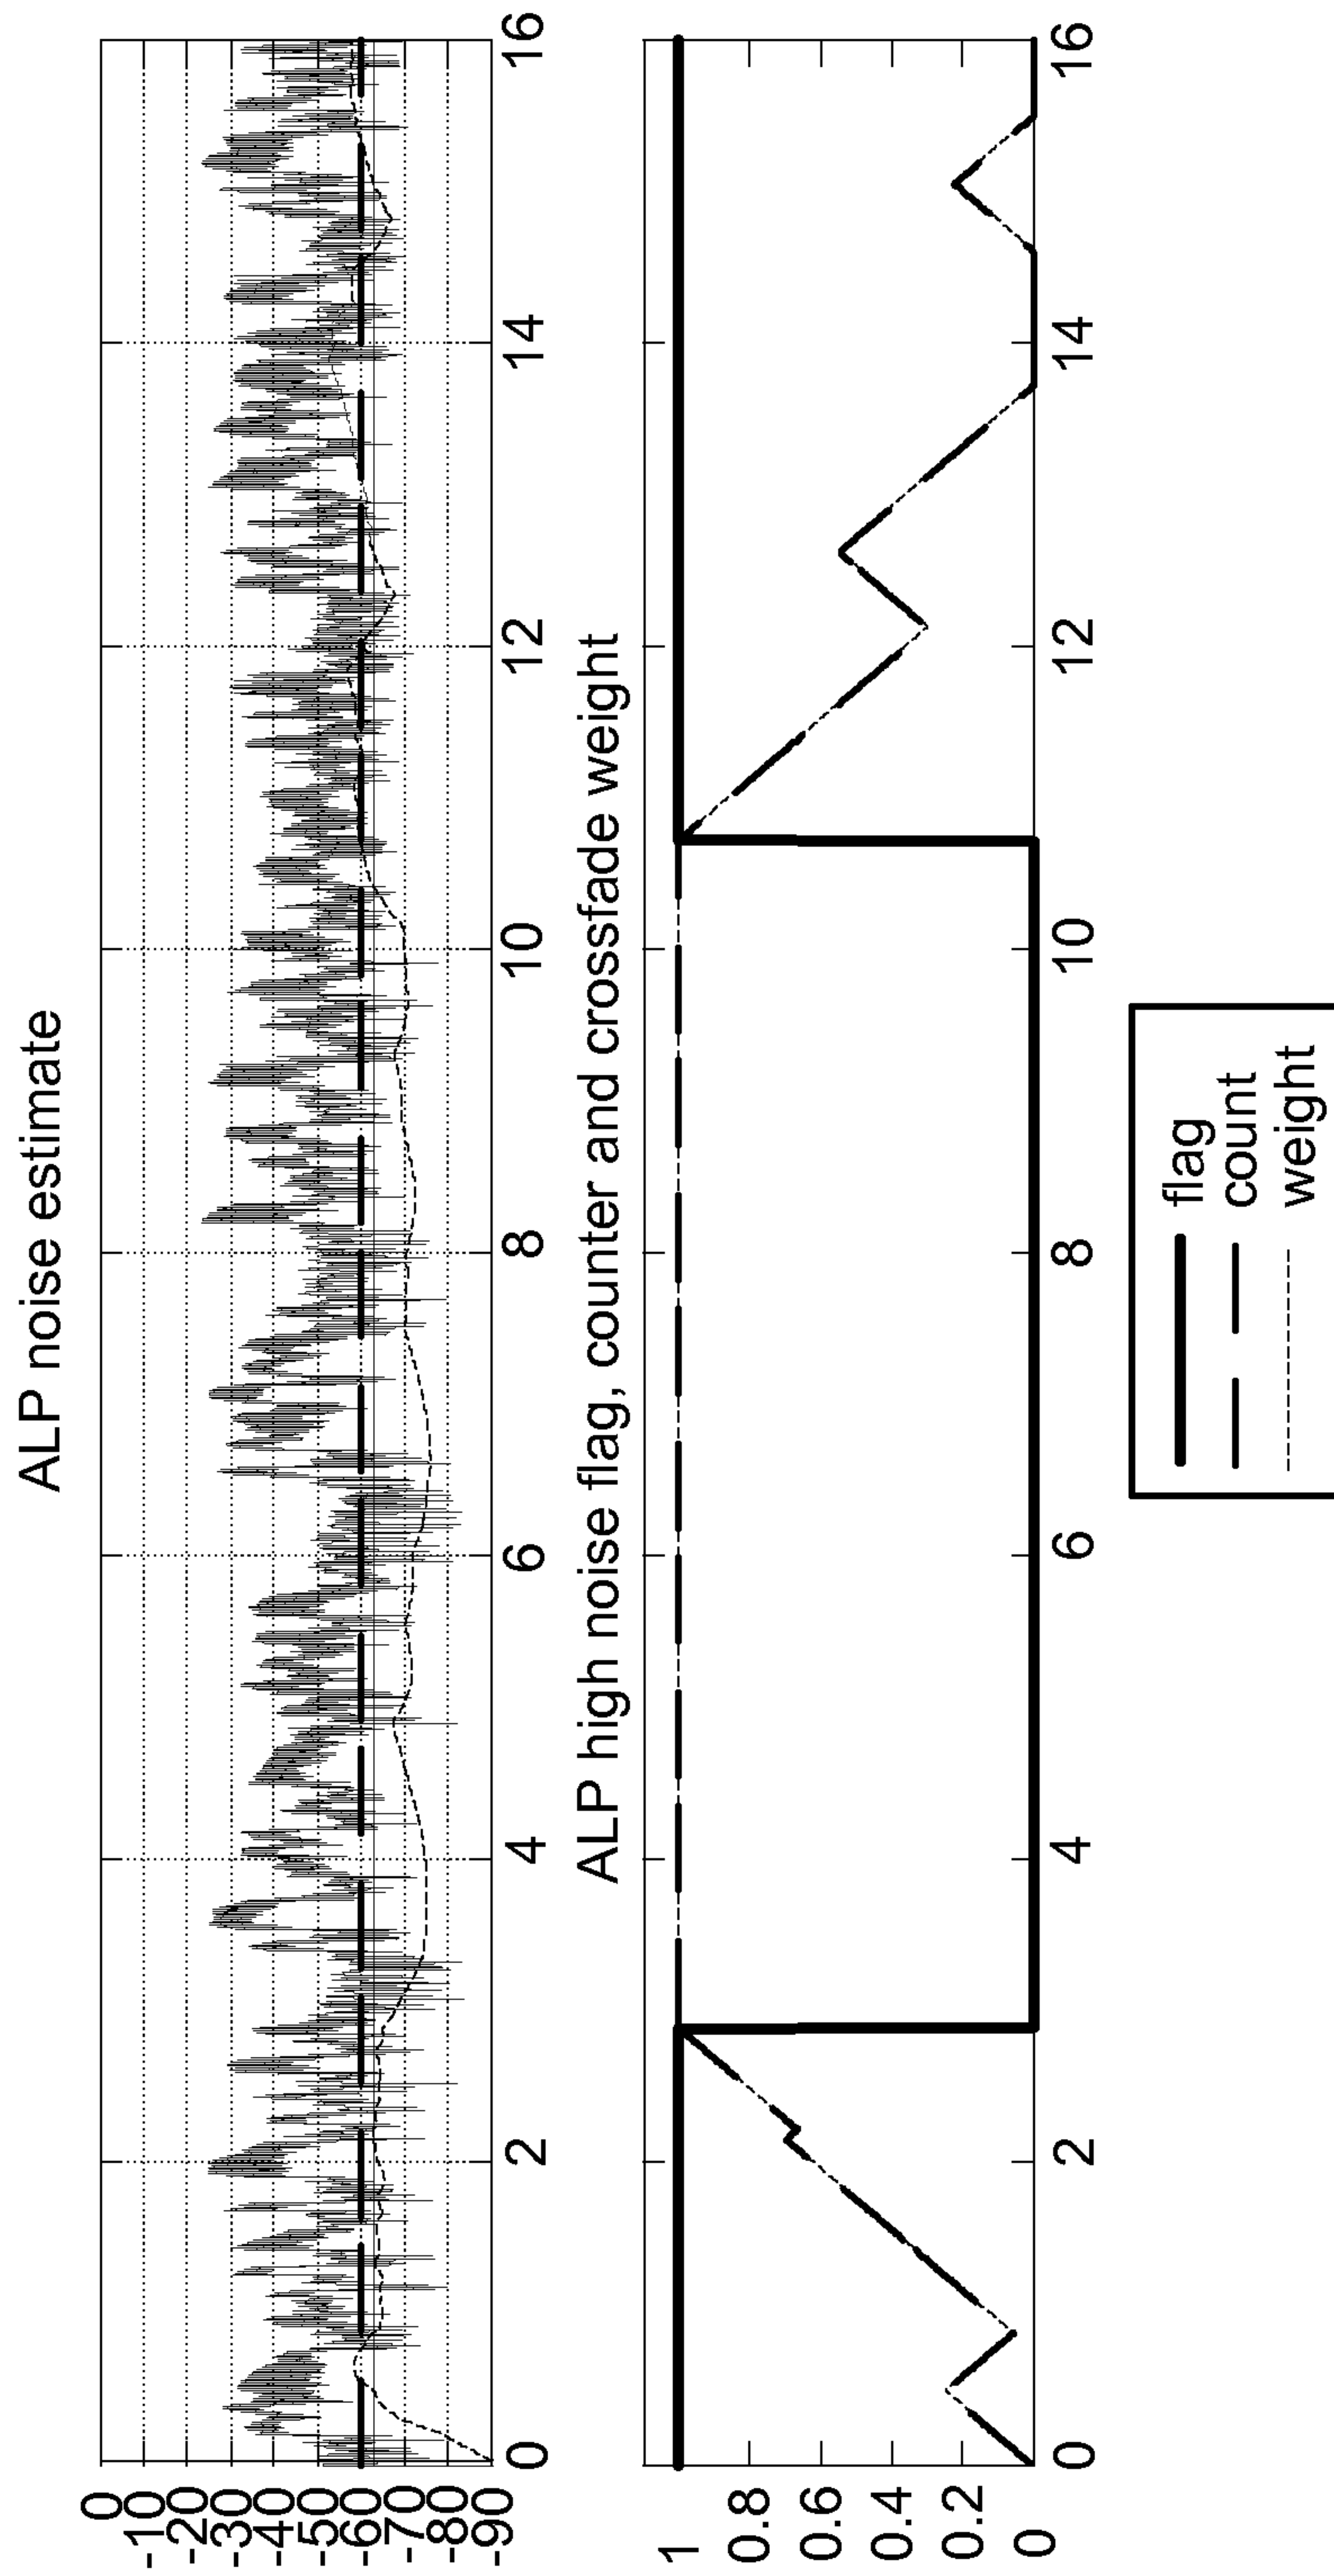 ALP noise estimate
0
-10
-20
-30
-40
-50
-60
-70
-80
-90
0 2 4 6 8 10 12 14 16
ALP high noise flag, counter and crossfade weight
1
0.8
0.6
0.4
0.2
0
0 2 4 6 8 10 12 14 16
flag
count
weight